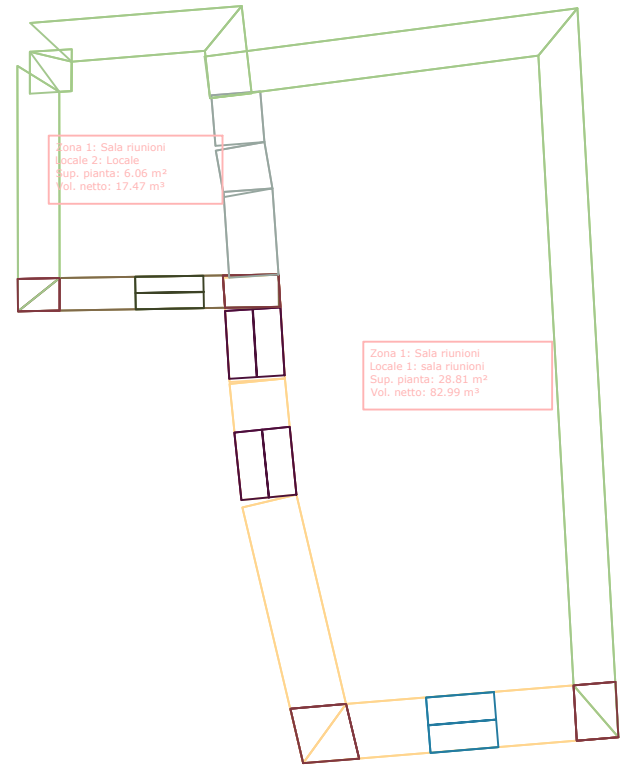 Zona 1: Sala riunioni
Locale 2: Locale
Sup. pianta: 6.06 m²
Vol. netto: 17.47 m³
Zona 1: Sala riunioni
Locale 1: sala riunioni
Sup. pianta: 28.81 m²
Vol. netto: 82.99 m³